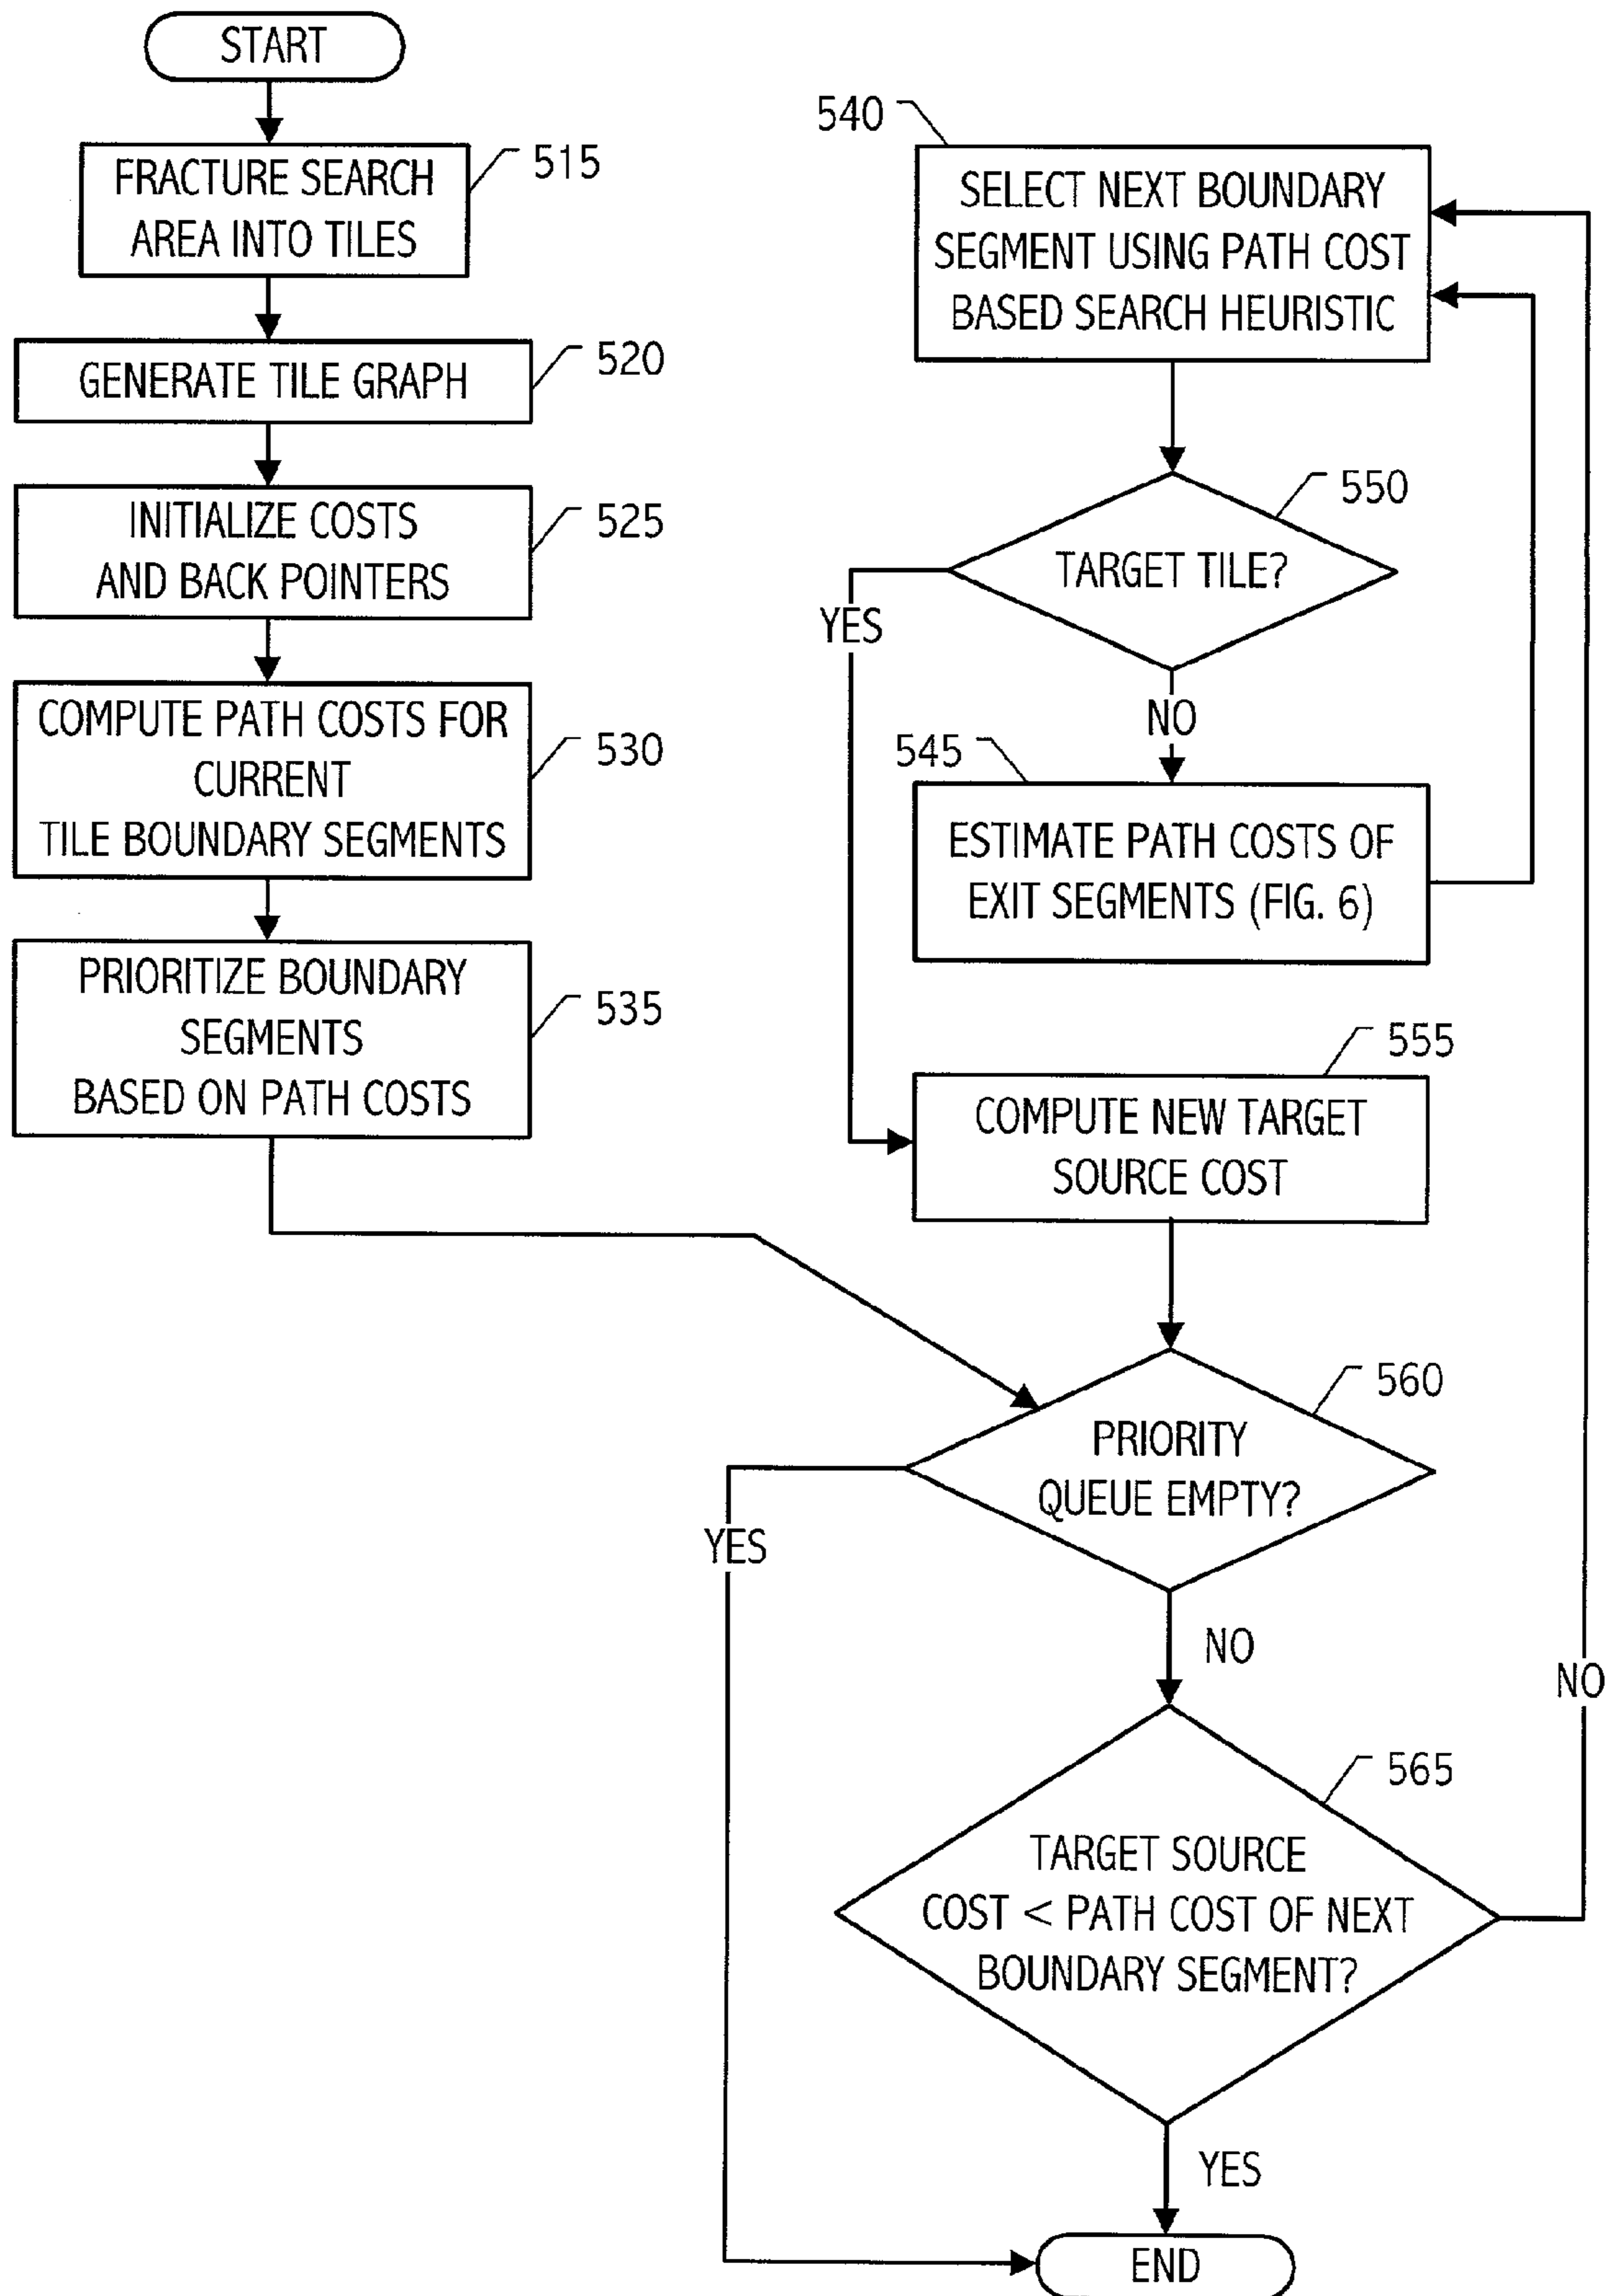 START
FRACTURE SEARCH
AREA INTO TILES
515
GENERATE TILE GRAPH
520
INITIALIZE COSTS
AND BACK POINTERS
525
COMPUTE PATH COSTS FOR
CURRENT
TILE BOUNDARY SEGMENTS
530
PRIORITIZE BOUNDARY
SEGMENTS
BASED ON PATH COSTS
535
540
SELECT NEXT BOUNDARY
SEGMENT USING PATH COST
BASED SEARCH HEURISTIC
550
TARGET TILE?
YES
NO
545
ESTIMATE PATH COSTS OF
EXIT SEGMENTS (FIG. 6)
555
COMPUTE NEW TARGET
SOURCE COST
560
PRIORITY
QUEUE EMPTY?
YES
NO
NO
565
TARGET SOURCE
COST < PATH COST OF NEXT
BOUNDARY SEGMENT?
YES
END